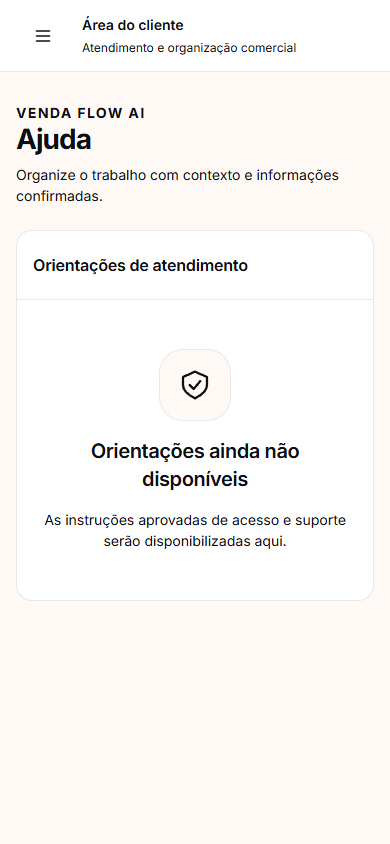 Área do cliente
Atendimento e organização comercial
VENDA FLOW AI
Ajuda
Organize o trabalho com contexto e informações
confirmadas.
Orientações de atendimento
Orientações ainda não
disponíveis
As instruções aprovadas de acesso e suporte
serão disponibilizadas aqui.